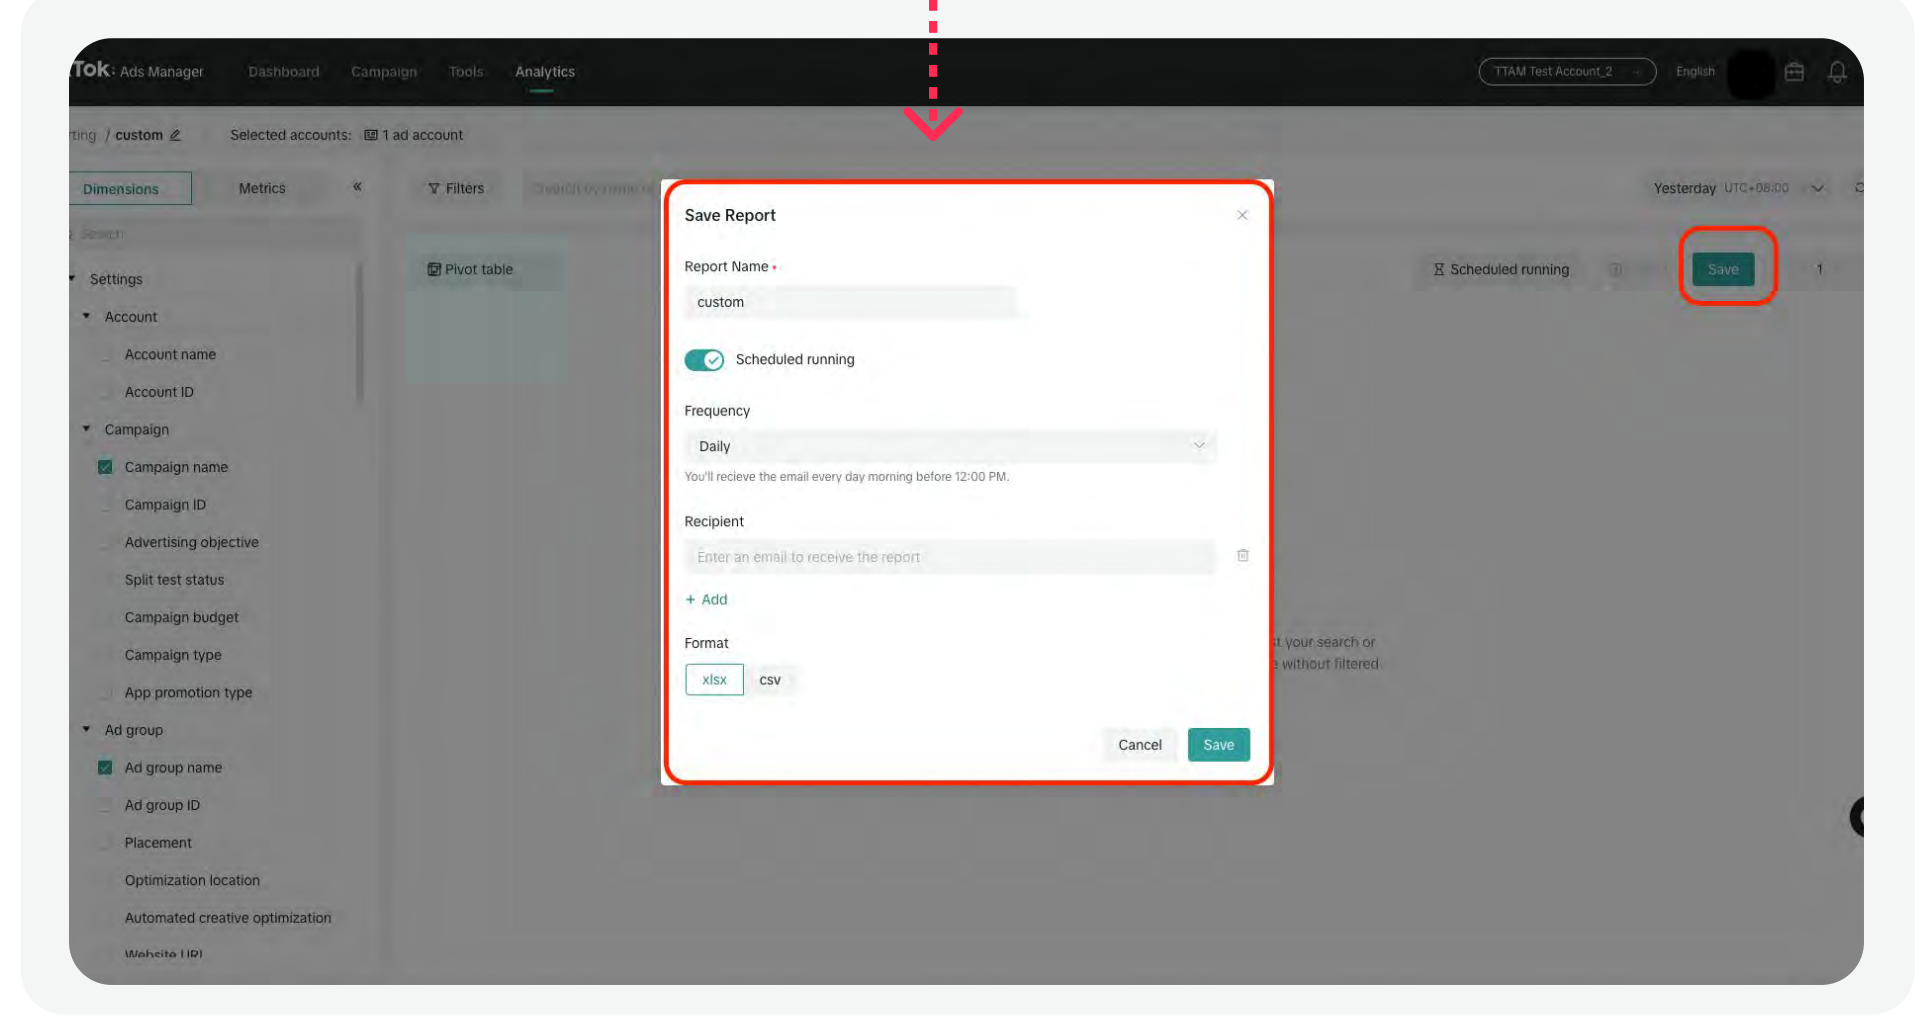 Tok: Ads Manager
Dashboard
Campaign
Tools
Analytics
TTAM Test Account_2
English
/ custom
Selected accounts:
1 ad account
Dimensions
Metrics
Filters
Yesterday UTC+08:00
Search
Settings
Account
Account name
Account ID
Campaign
Campaign name
Campaign ID
Advertising objective
Split test status
Campaign budget
Campaign type
App promotion type
Ad group
Ad group name
Ad group ID
Placement
Optimization location
Automated creative optimization
Website URL
Pivot table
Scheduled running
Save
1
Save Report
Report Name •
custom
Scheduled running
Frequency
Daily
You'll recieve the email every day morning before 12:00 PM.
Recipient
Enter an email to receive the report
+ Add
Format
xlsx
csv
Cancel
Save
your search or
without filtered